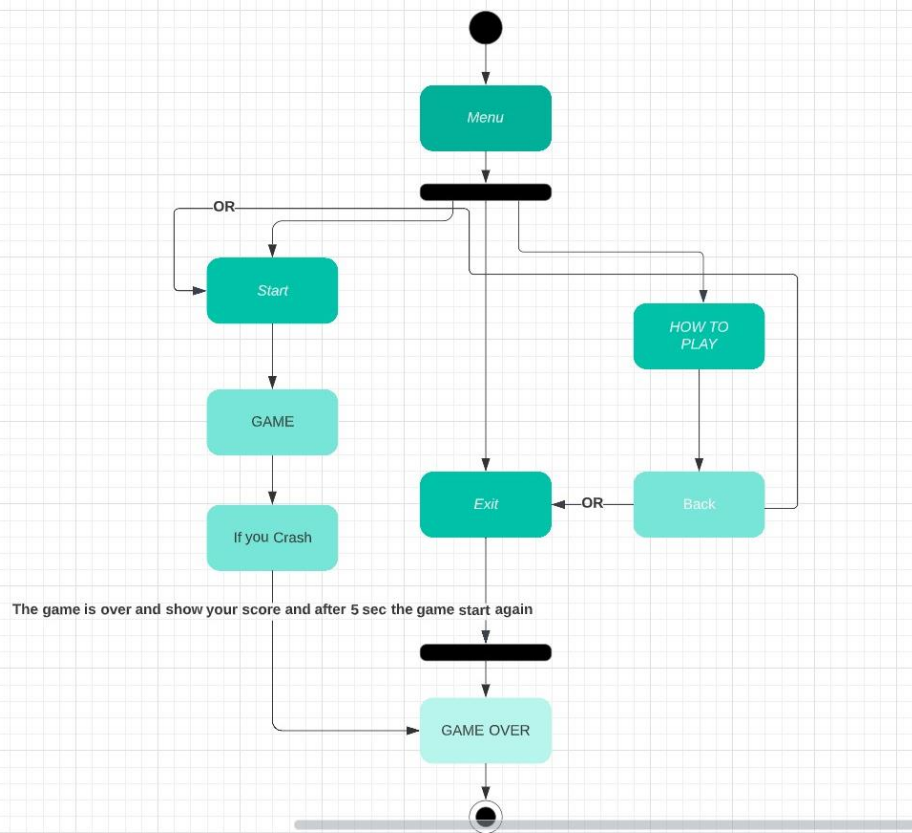 Menu
OR
Start
HOW TO
PLAY
GAME
Exit
OR
Back
If you Crash
The game is over and show your score and after 5 sec the game start again
GAME OVER